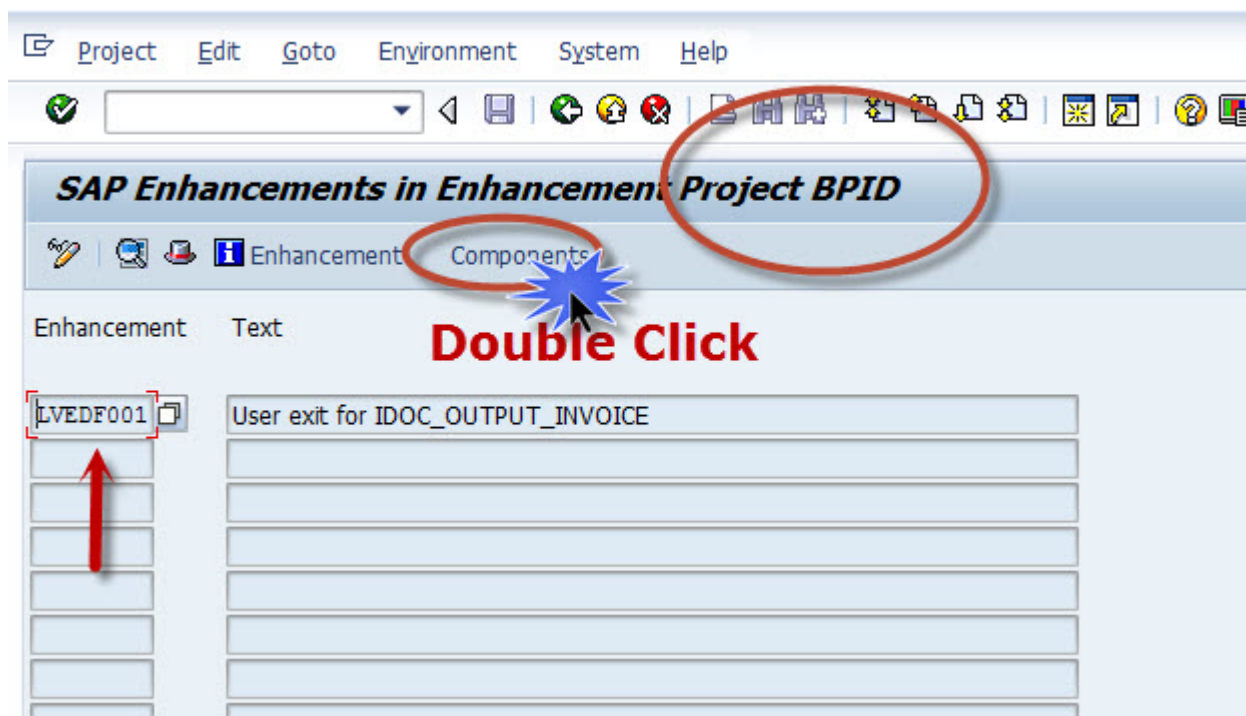 Project Edit Goto Environment System Help
SAP Enhancements in Enhancement Project BPID
Enhancement Components
Enhancement Text
Double Click
LVEDF001 User exit for IDOC_OUTPUT_INVOICE